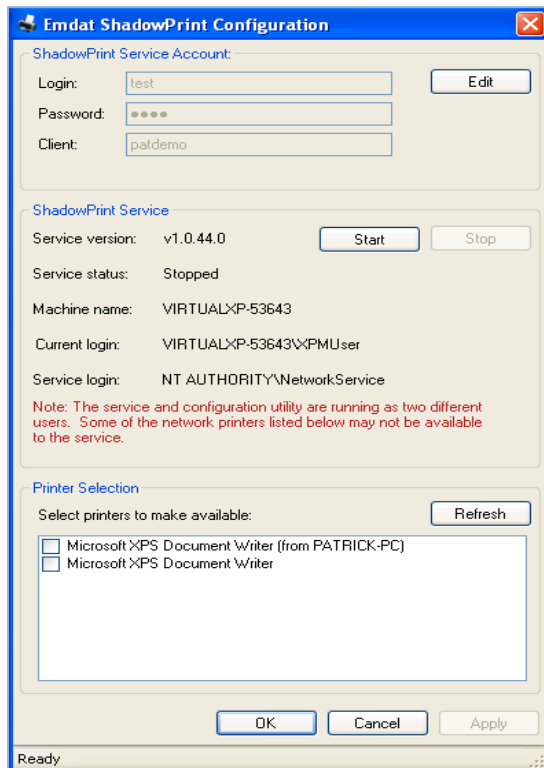 Emdat ShadowPrint Configuration
ShadowPrint Service Account:
Login: test Edit
Password: ●●●●
Client: patdemo
ShadowPrint Service
Service version: v1.0.44.0 Start Stop
Service status: Stopped
Machine name: VIRTUALXP-53643
Current login: VIRTUALXP-53643\XPMUser
Service login: NT AUTHORITY\NetworkService
Note: The service and configuration utility are running as two different
users. Some of the network printers listed below may not be available
to the service.
Printer Selection
Select printers to make available: Refresh
Microsoft XPS Document Writer (from PATRICK-PC)
Microsoft XPS Document Writer
OK Cancel Apply
Ready